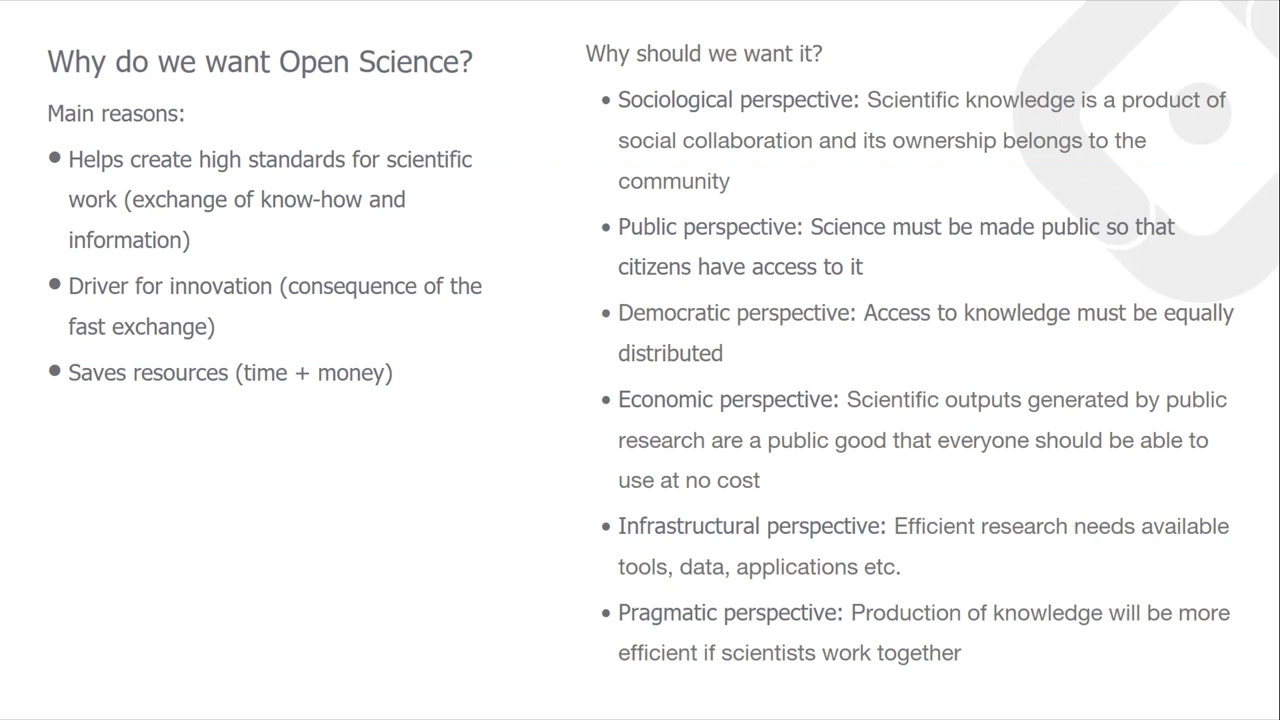 Why do we want Open Science?
Main reasons:
● Helps create high standards for scientific
work (exchange of know-how and
information)
● Driver for innovation (consequence of the
fast exchange)
● Saves resources (time + money)
Why should we want it?
• Sociological perspective: Scientific knowledge is a product of
social collaboration and its ownership belongs to the
community
• Public perspective: Science must be made public so that
citizens have access to it
• Democratic perspective: Access to knowledge must be equally
distributed
• Economic perspective: Scientific outputs generated by public
research are a public good that everyone should be able to
use at no cost
• Infrastructural perspective: Efficient research needs available
tools, data, applications etc.
• Pragmatic perspective: Production of knowledge will be more
efficient if scientists work together